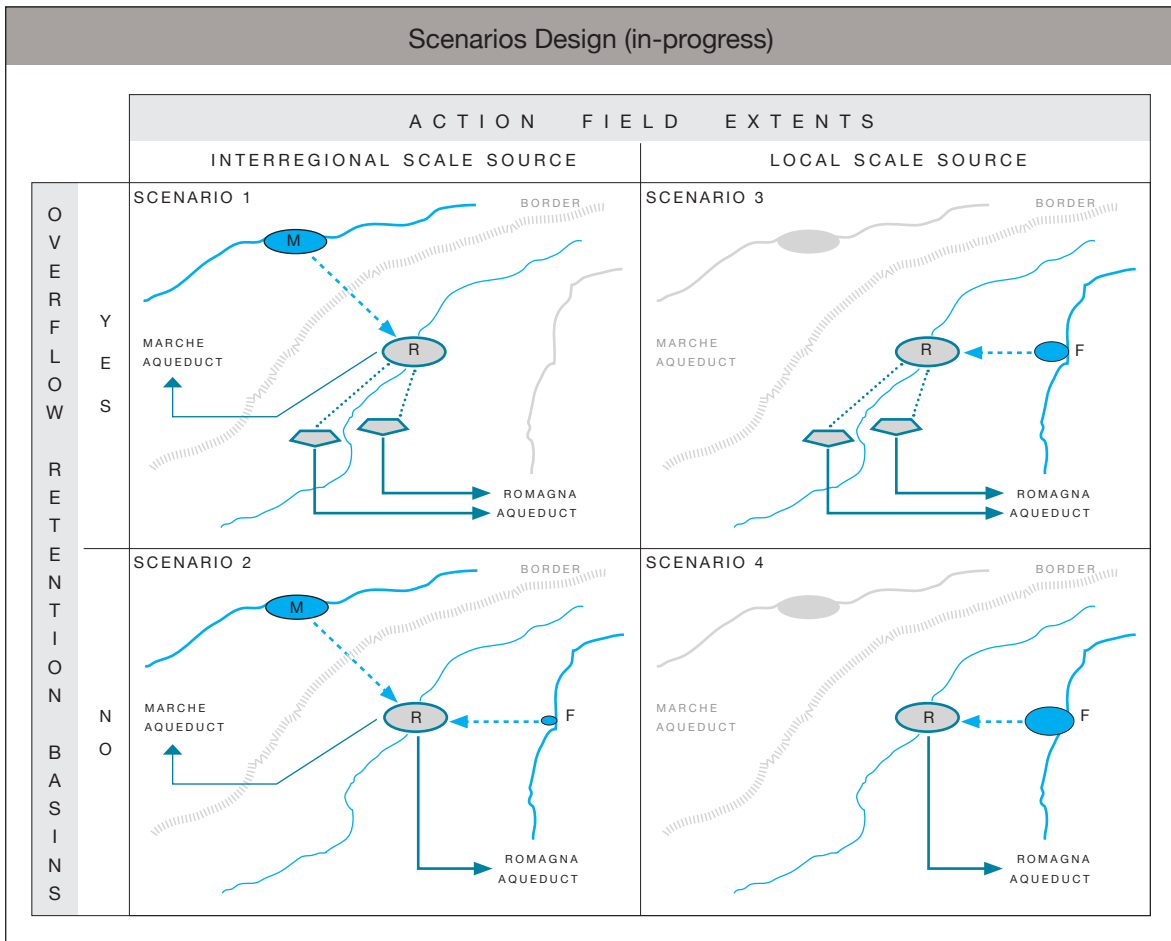 Scenarios Design (in-progress)
ACTION FIELD EXTENTS
INTERREGIONAL SCALE SOURCE
LOCAL SCALE SOURCE
OVERFLOW RETENTION BASINS
YES
SCENARIO 1
BORDER
M
MARCHE
AQUEDUCT
R
ROMAGNA
AQUEDUCT
SCENARIO 3
BORDER
MARCHE
AQUEDUCT
R
F
ROMAGNA
AQUEDUCT
NO
SCENARIO 2
BORDER
M
MARCHE
AQUEDUCT
R
F
ROMAGNA
AQUEDUCT
SCENARIO 4
BORDER
MARCHE
AQUEDUCT
R
F
ROMAGNA
AQUEDUCT